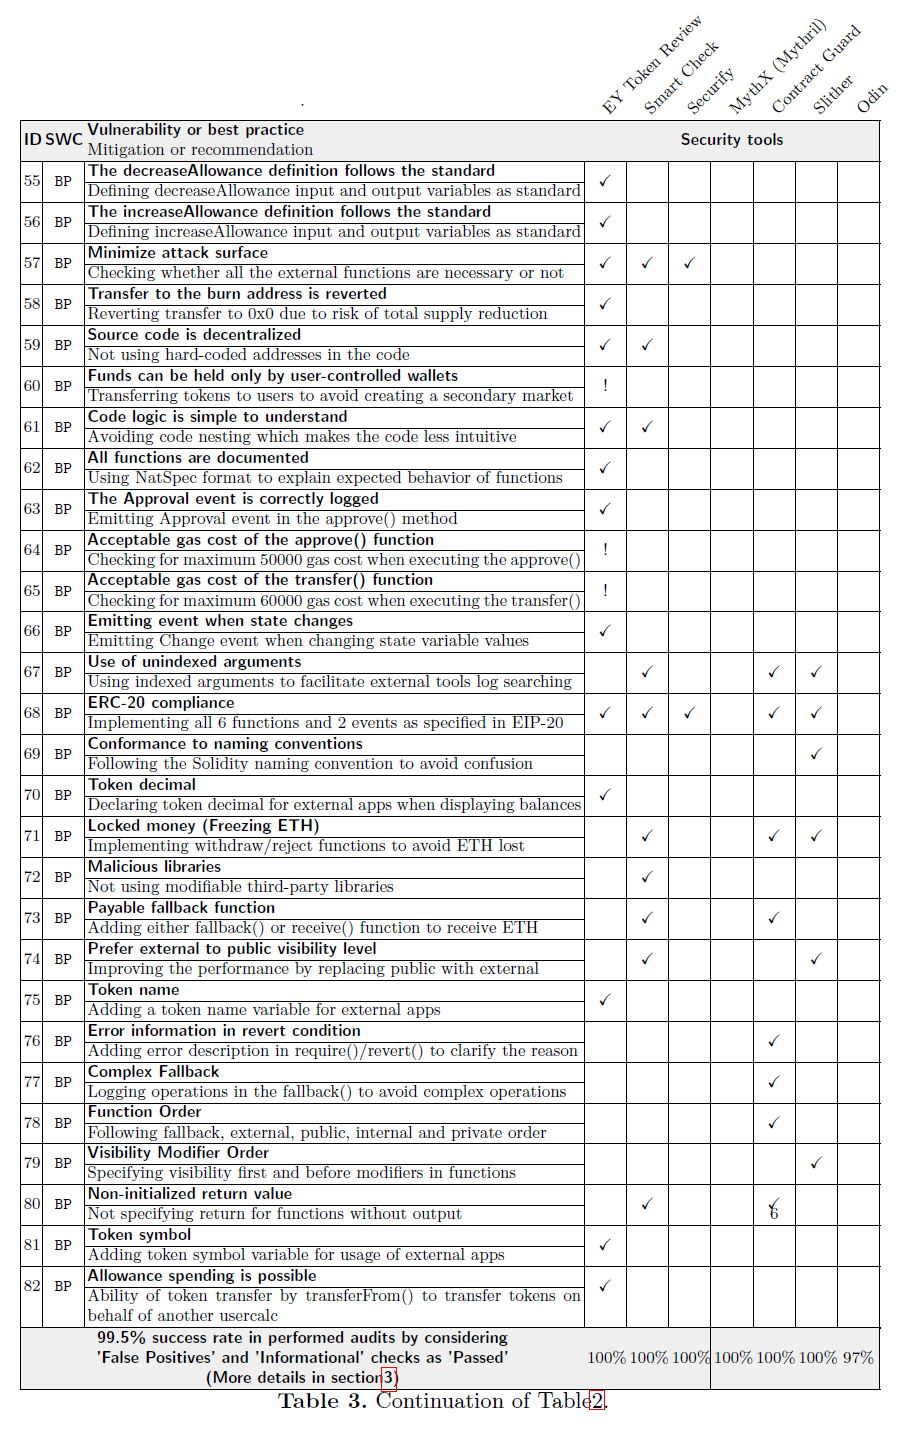 EY Token Review
Smart Check
Securify
MythX (Mythril)
Contract Guard
Slither
Odin
.
ID SWC Vulnerability or best practice
Mitigation or recommendation
Security tools
55 BP The decreaseAllowance definition follows the standard ✓
Defining decreaseAllowance input and output variables as standard
56 BP The increaseAllowance definition follows the standard ✓
Defining increaseAllowance input and output variables as standard
57 BP Minimize attack surface ✓ ✓ ✓
Checking whether all the external functions are necessary or not
58 BP Transfer to the burn address is reverted ✓
Reverting transfer to 0x0 due to risk of total supply reduction
59 BP Source code is decentralized ✓ ✓
Not using hard-coded addresses in the code
60 BP Funds can be held only by user-controlled wallets !
Transferring tokens to users to avoid creating a secondary market
61 BP Code logic is simple to understand ✓ ✓
Avoiding code nesting which makes the code less intuitive
62 BP All functions are documented ✓
Using NatSpec format to explain expected behavior of functions
63 BP The Approval event is correctly logged ✓
Emitting Approval event in the approve() method
64 BP Acceptable gas cost of the approve() function !
Checking for maximum 50000 gas cost when executing the approve()
65 BP Acceptable gas cost of the transfer() function !
Checking for maximum 60000 gas cost when executing the transfer()
66 BP Emitting event when state changes ✓
Emitting Change event when changing state variable values
67 BP Use of unindexed arguments ✓ ✓ ✓
Using indexed arguments to facilitate external tools log searching
68 BP ERC-20 compliance ✓ ✓ ✓ ✓ ✓
Implementing all 6 functions and 2 events as specified in EIP-20
69 BP Conformance to naming conventions ✓
Following the Solidity naming convention to avoid confusion
70 BP Token decimal ✓
Declaring token decimal for external apps when displaying balances
71 BP Locked money (Freezing ETH) ✓ ✓ ✓
Implementing withdraw/reject functions to avoid ETH lost
72 BP Malicious libraries ✓
Not using modifiable third-party libraries
73 BP Payable fallback function ✓ ✓
Adding either fallback() or receive() function to receive ETH
74 BP Prefer external to public visibility level ✓ ✓
Improving the performance by replacing public with external
75 BP Token name ✓
Adding a token name variable for external apps
76 BP Error information in revert condition ✓
Adding error description in require()/revert() to clarify the reason
77 BP Complex Fallback ✓
Logging operations in the fallback() to avoid complex operations
78 BP Function Order ✓
Following fallback, external, public, internal and private order
79 BP Visibility Modifier Order ✓
Specifying visibility first and before modifiers in functions
80 BP Non-initialized return value ✓ ✓
Not specifying return for functions without output 6
81 BP Token symbol ✓
Adding token symbol variable for usage of external apps
82 BP Allowance spending is possible ✓
Ability of token transfer by transferFrom() to transfer tokens on
behalf of another usercalc
99.5% success rate in performed audits by considering
'False Positives' and 'Informational' checks as 'Passed' 100% 100% 100% 100% 100% 100% 97%
(More details in section3)
Table 3. Continuation of Table2.